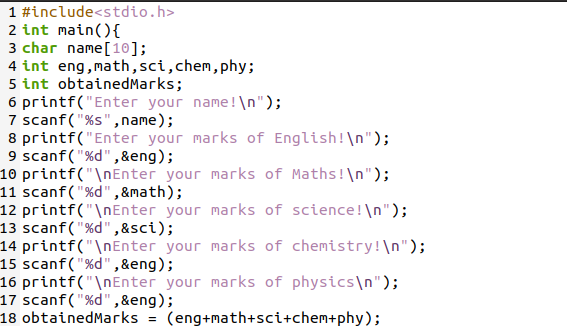 1 #include<stdio.h>
2 int main(){
3 char name[10];
4 int eng,math,sci,chem,phy;
5 int obtainedMarks;
6 printf("Enter your name!\n");
7 scanf("%s",name);
8 printf("Enter your marks of English!\n");
9 scanf("%d",&eng);
10 printf("\nEnter your marks of Maths!\n");
11 scanf("%d",&math);
12 printf("\nEnter your marks of science!\n");
13 scanf("%d",&sci);
14 printf("\nEnter your marks of chemistry!\n");
15 scanf("%d",&eng);
16 printf("\nEnter your marks of physics\n");
17 scanf("%d",&eng);
18 obtainedMarks = (eng+math+sci+chem+phy);